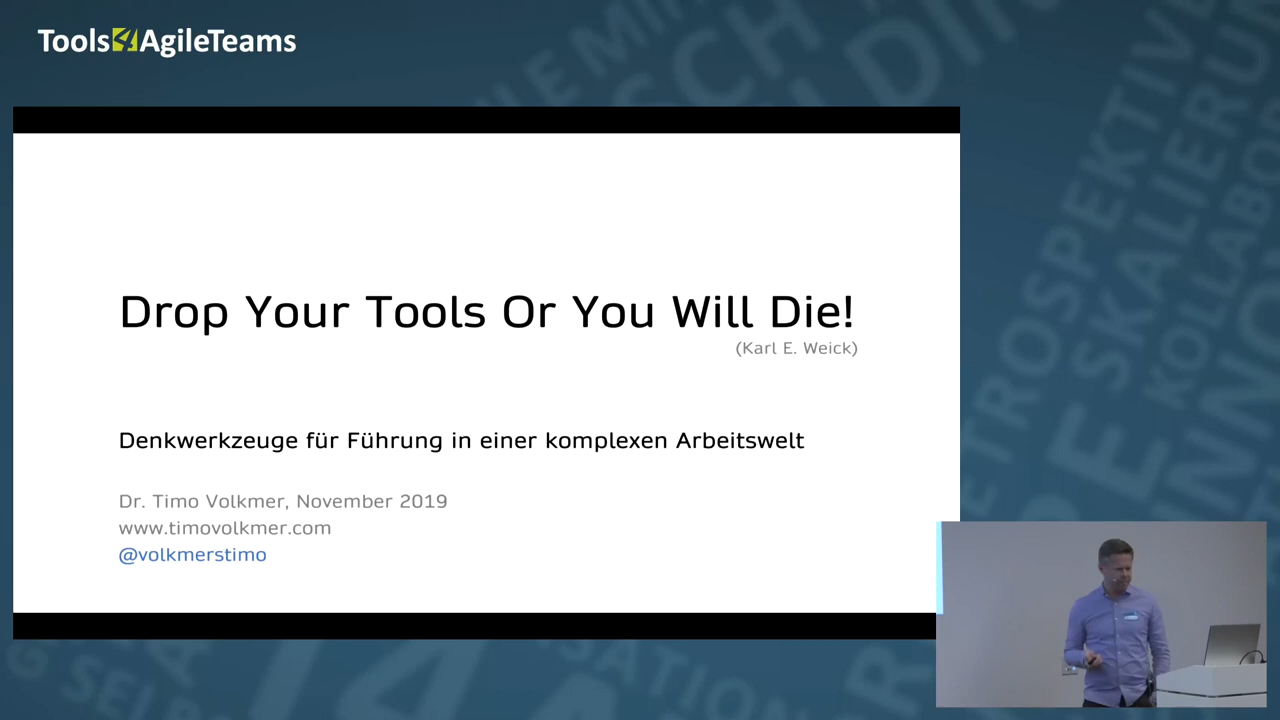 Tools4AgileTeams
Drop Your Tools Or You Will Die!
(Karl E. Weick)
Denkwerkzeuge für Führung in einer komplexen Arbeitswelt
Dr. Timo Volkmer, November 2019
www.timovolkmer.com
@volkmerstimo